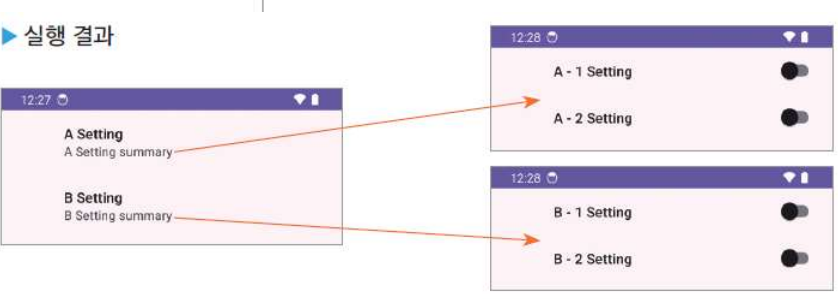 ▶ 실행 결과
12:27
A Setting
A Setting summary
B Setting
B Setting summary
12:28
A - 1 Setting
A - 2 Setting
12:28
B - 1 Setting
B - 2 Setting